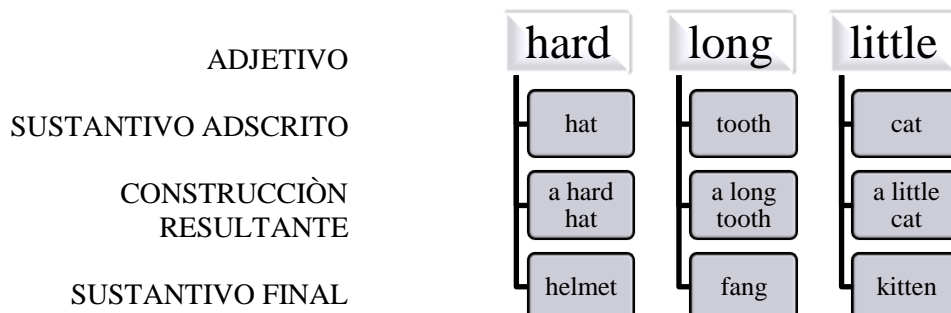 ADJETIVO
hard
long
little
SUSTANTIVO ADSCRITO
hat
tooth
cat
CONSTRUCCIÒN
RESULTANTE
a hard
hat
a long
tooth
a little
cat
SUSTANTIVO FINAL
helmet
fang
kitten